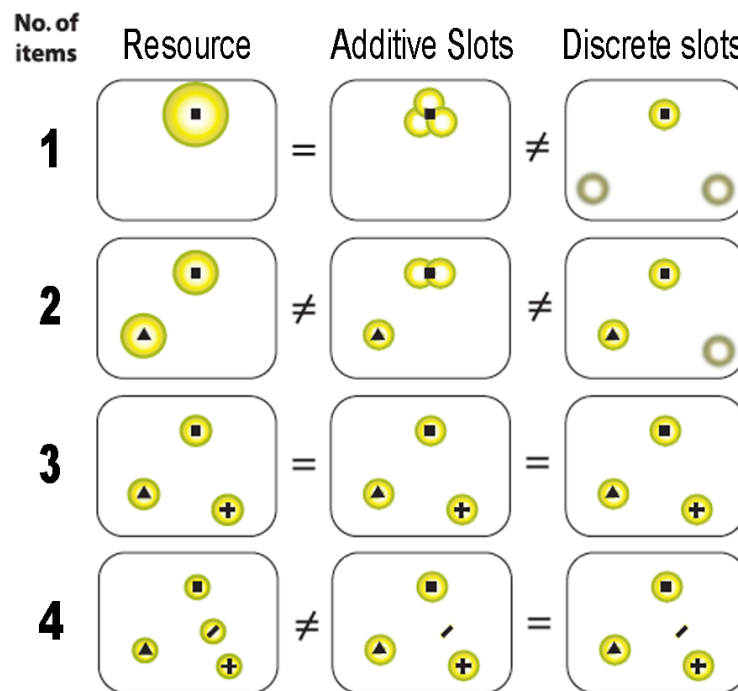 No. of
items
Resource
Additive Slots
Discrete slots
1
=
≠
2
≠
≠
3
=
=
4
≠
=